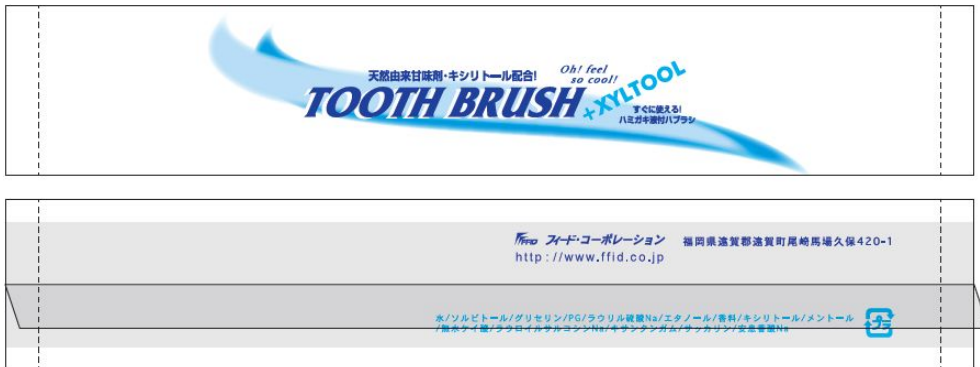 天然由来甘味剤・キシリトール配合!
Oh! feel
so cool!
TOOTH BRUSH
+XYLTOOL
すぐに使える!
ハミガキ液付ハブラシ
FFID フィード・コーポレーション 福岡県遠賀郡遠賀町尾崎馬場久保420-1
http://www.ffid.co.jp
水/ソルビトール/グリセリン/PG/ラウリル硫酸Na/エタノール/香料/キシリトール/メントール
/無水ケイ酸/ラウロイルサルコシンNa/キサンタンガム/サッカリン/安息香酸Na
プラ